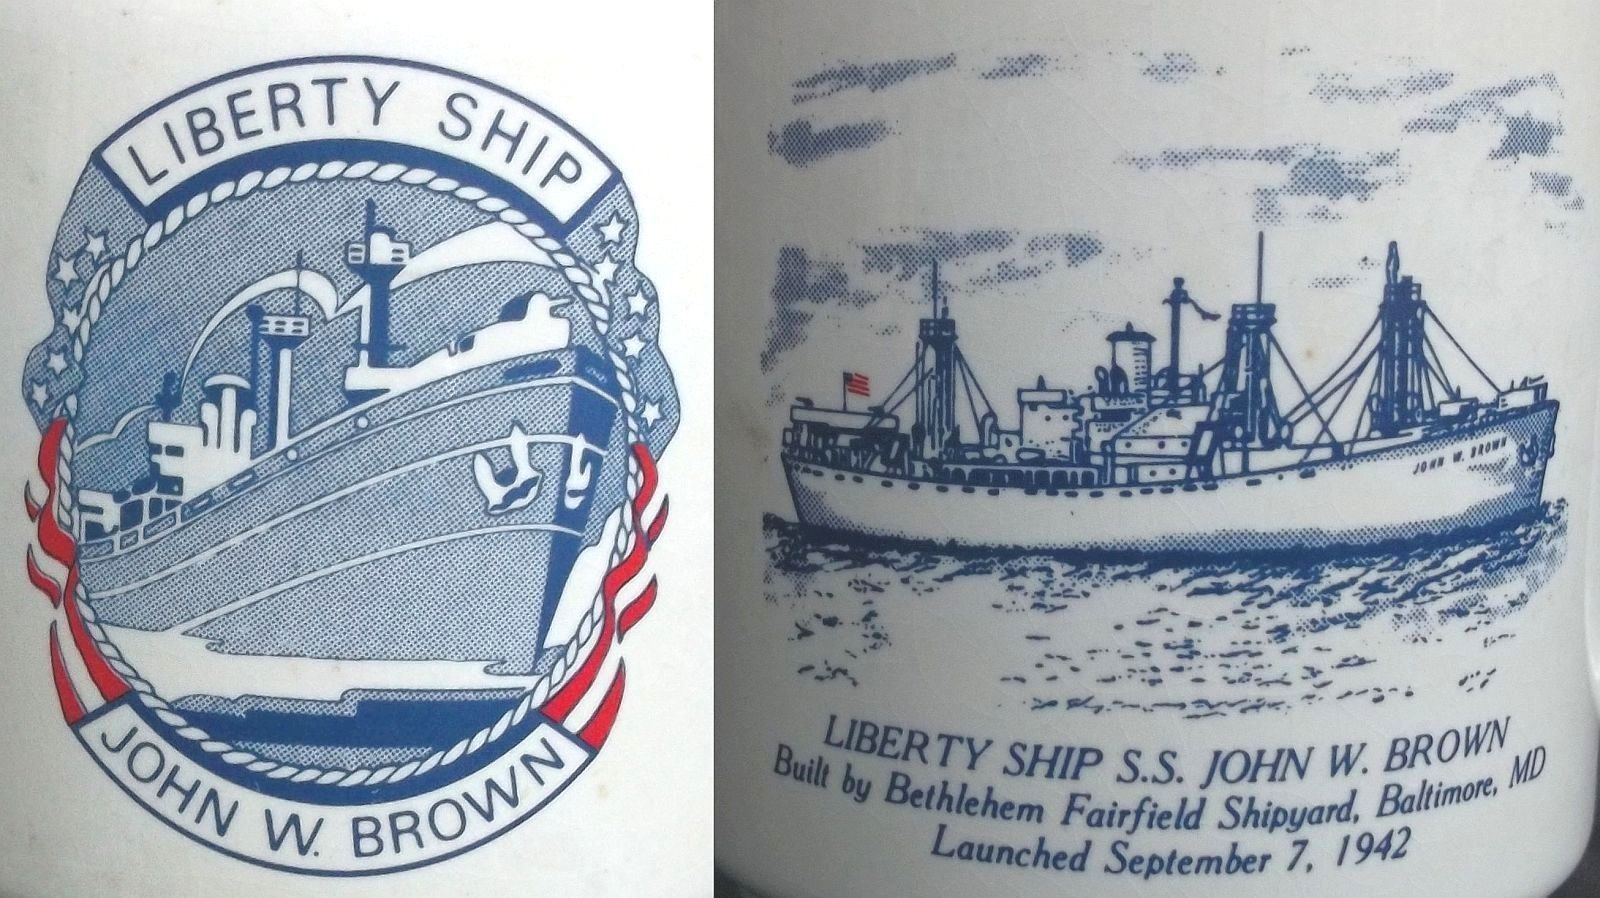 LIBERTY SHIP
JOHN W. BROWN
JOHN W. BROWN
LIBERTY SHIP S.S. JOHN W. BROWN
Built by Bethlehem Fairfield Shipyard, Baltimore, MD
Launched September 7, 1942